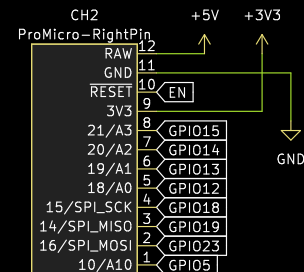 CH2 +5V +3V3
ProMicro-RightPin
RAW 12
GND 11
RESET 10 EN
3V3 9
21/A3 8 GPIO15
20/A2 7 GPIO14
GND
19/A1 6 GPIO13
18/A0 5 GPIO12
15/SPI_SCK 4 GPIO18
14/SPI_MISO 3 GPIO19
16/SPI_MOSI 2 GPIO23
10/A10 1 GPIO5